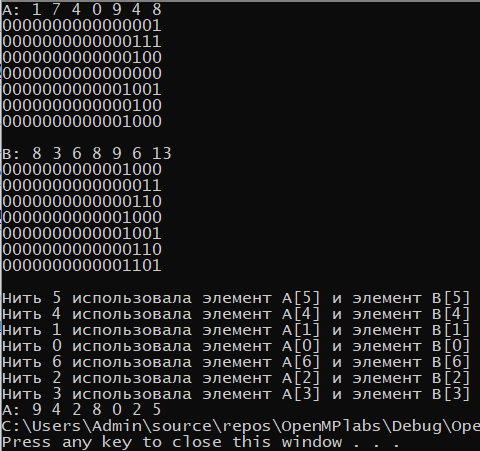 A: 1 7 4 0 9 4 8
0000000000000001
0000000000000111
0000000000000100
0000000000000000
0000000000001001
0000000000000100
0000000000001000
B: 8 3 6 8 9 6 13
0000000000001000
0000000000000011
0000000000000110
0000000000001000
0000000000001001
0000000000000110
0000000000001101
Нить 5 использовала элемент A[5] и элемент B[5]
Нить 4 использовала элемент A[4] и элемент B[4]
Нить 1 использовала элемент A[1] и элемент B[1]
Нить 0 использовала элемент A[0] и элемент B[0]
Нить 6 использовала элемент A[6] и элемент B[6]
Нить 2 использовала элемент A[2] и элемент B[2]
Нить 3 использовала элемент A[3] и элемент B[3]
A: 9 4 2 8 0 2 5
C:\Users\Admin\source\repos\OpenMPlabs\Debug\Ope
Press any key to close this window . . .